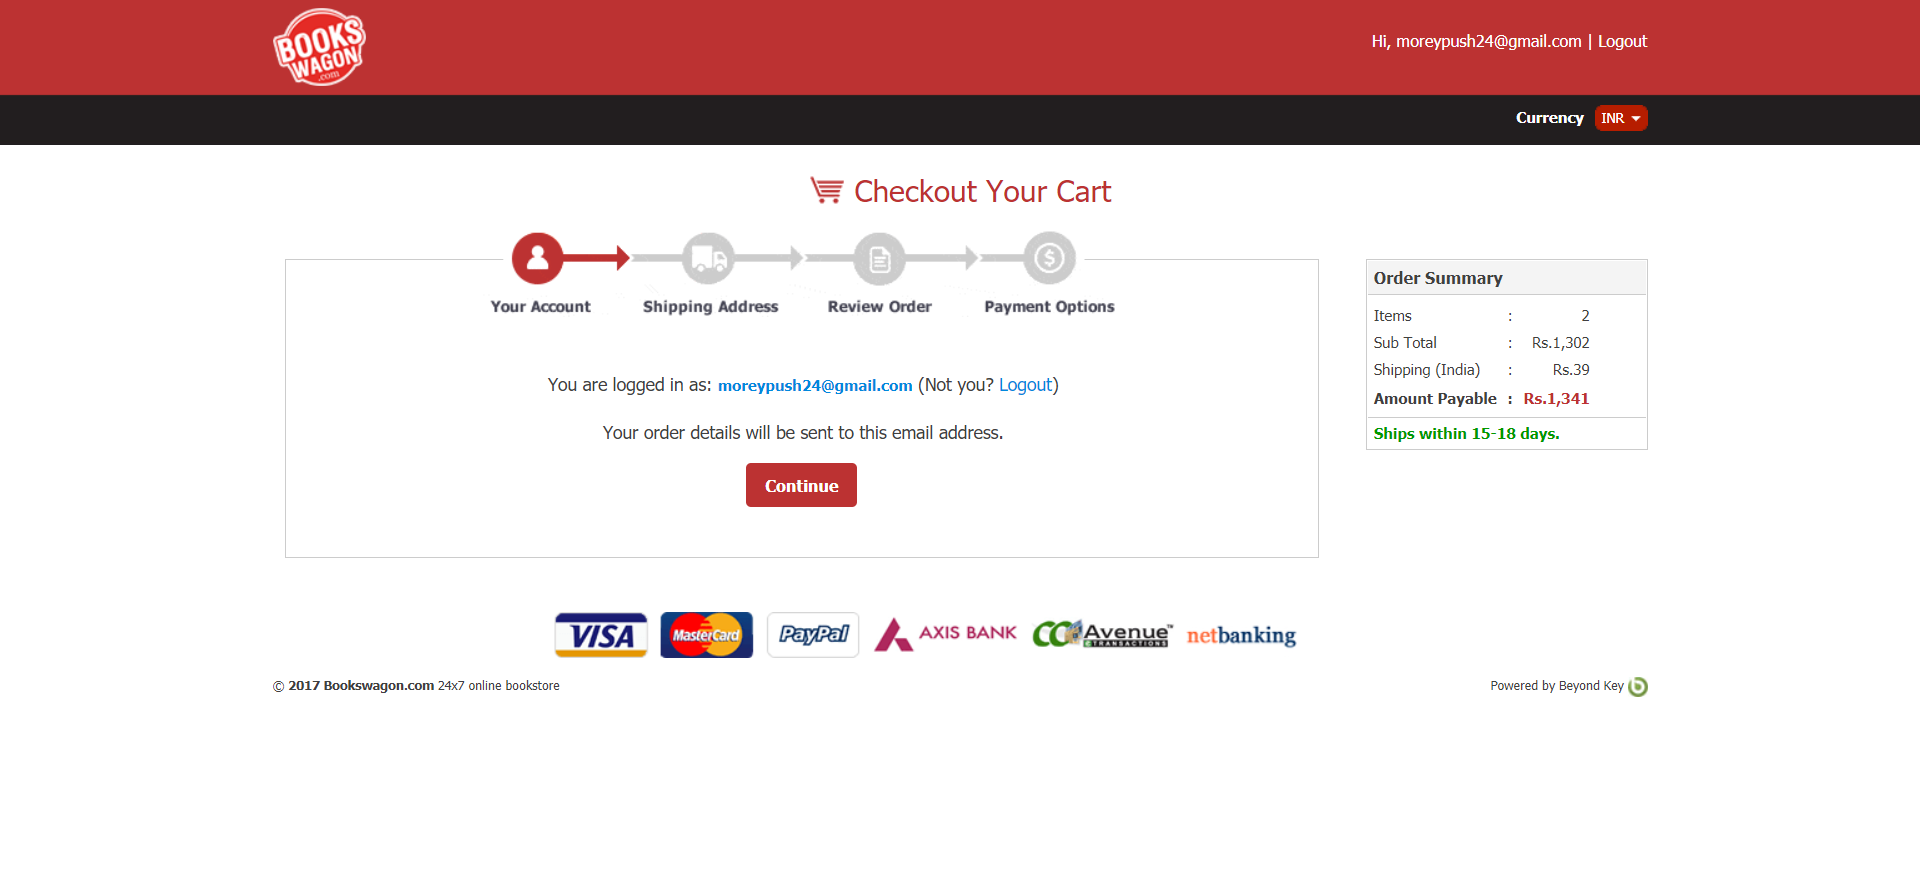 BOOKS
WAGON
.com
Hi, moreypush24@gmail.com | Logout
Currency INR
Checkout Your Cart
Your Account
Shipping Address
Review Order
Payment Options
You are logged in as: moreypush24@gmail.com (Not you? Logout)
Your order details will be sent to this email address.
Continue
Order Summary
Items : 2
Sub Total : Rs.1,302
Shipping (India) : Rs.39
Amount Payable : Rs.1,341
Ships within 15-18 days.
VISA MasterCard PayPal AXIS BANK CCAvenue™ netbanking
eTRANSACTIONS
© 2017 Bookswagon.com 24x7 online bookstore
Powered by Beyond Key